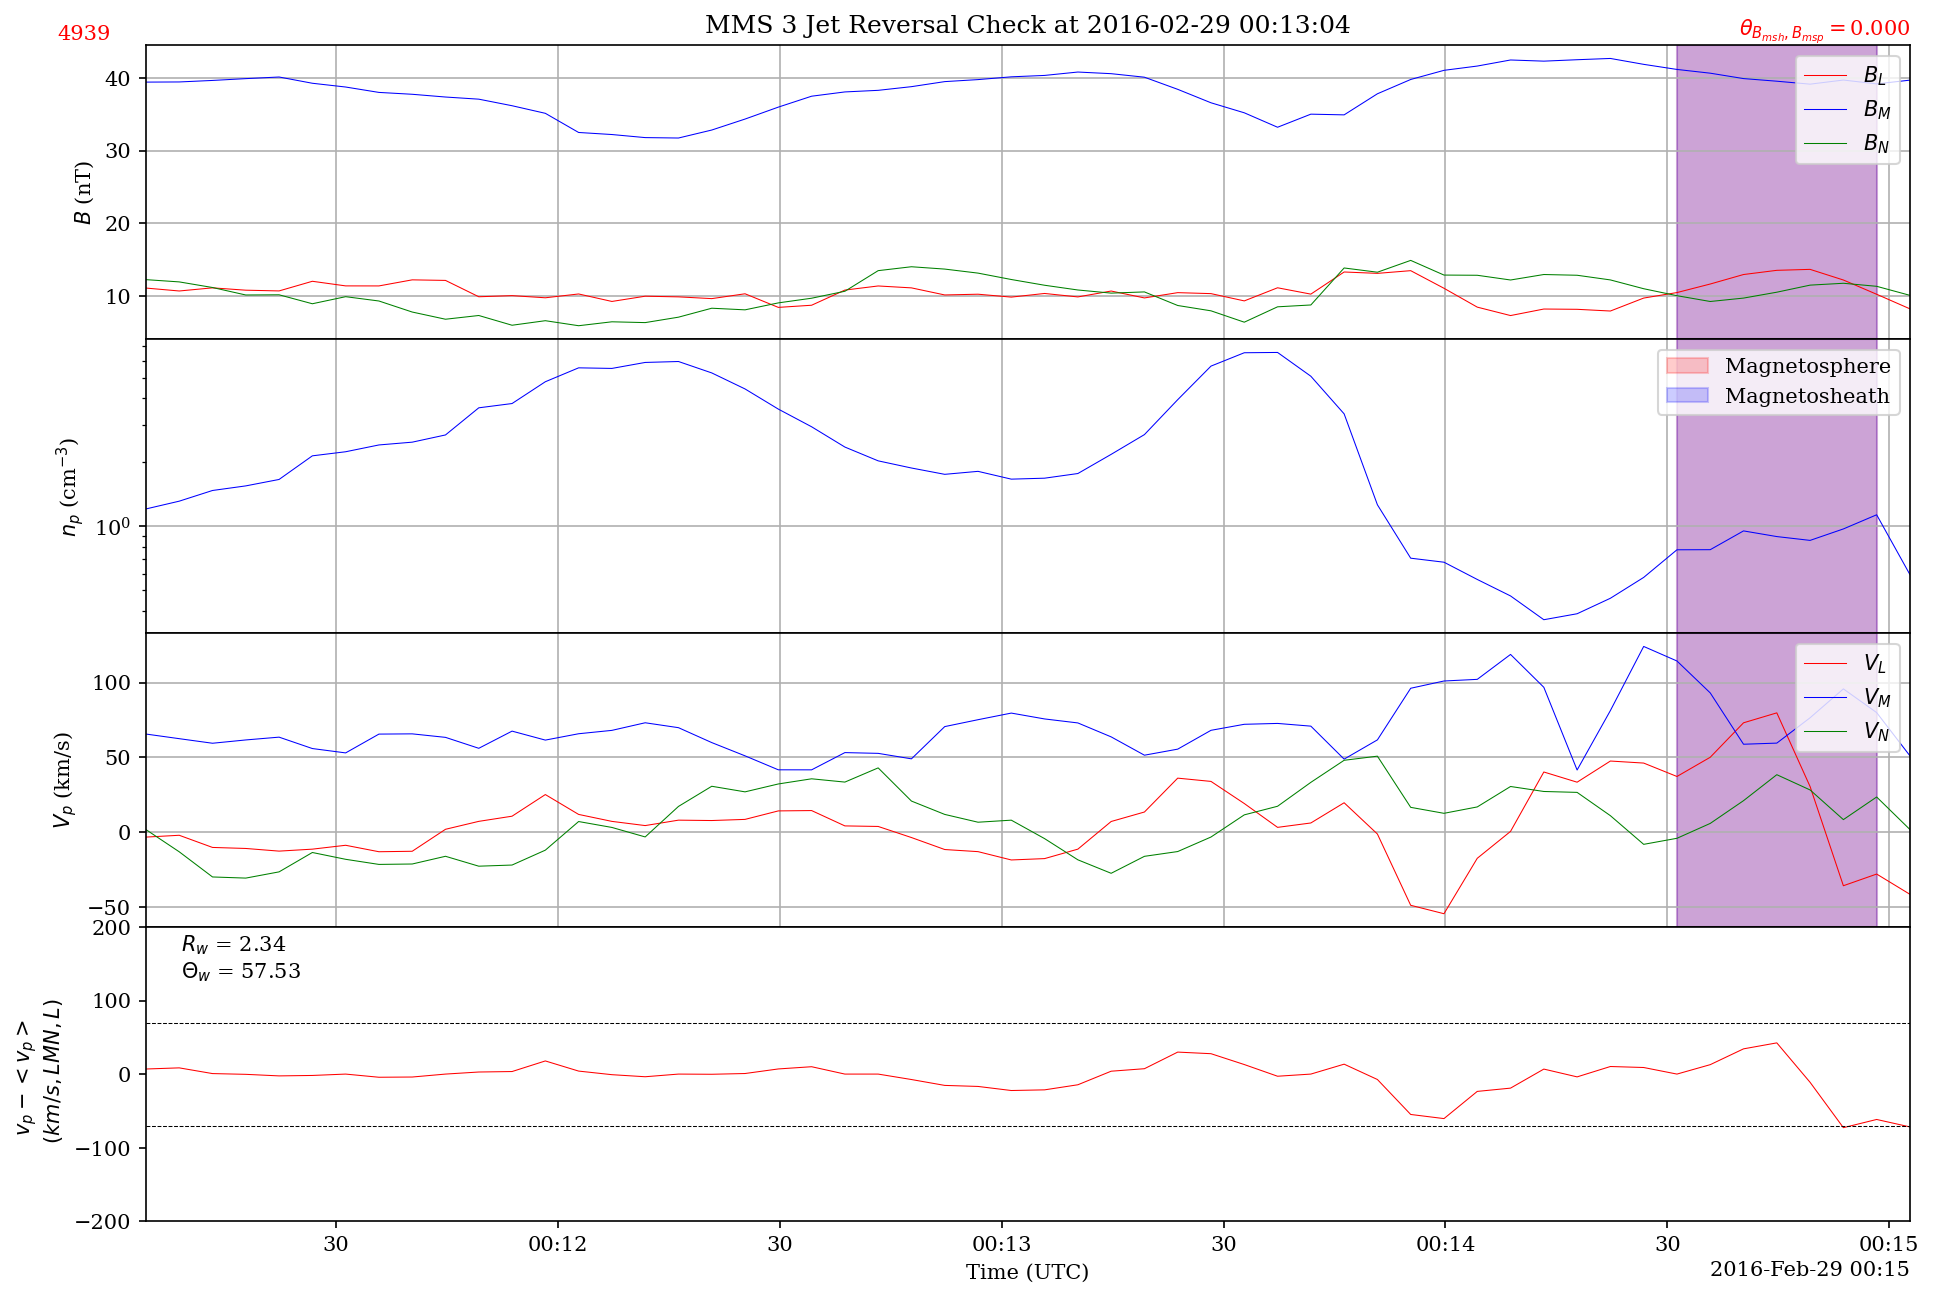 MMS 3 Jet Reversal Check at 2016-02-29 00:13:04
4939
θ_{B_{msh}, B_{msp}} = 0.000
40
30
20
10
B (nT)
B_L
B_M
B_N
10^0
n_p (cm^{-3})
Magnetosphere
Magnetosheath
100
50
0
−50
V_p (km/s)
V_L
V_M
V_N
200
100
0
−100
−200
v_p − < v_p >
(km/s, LMN, L)
R_w = 2.34
Θ_w = 57.53
30
00:12
30
00:13
30
00:14
30
00:15
Time (UTC)
2016-Feb-29 00:15